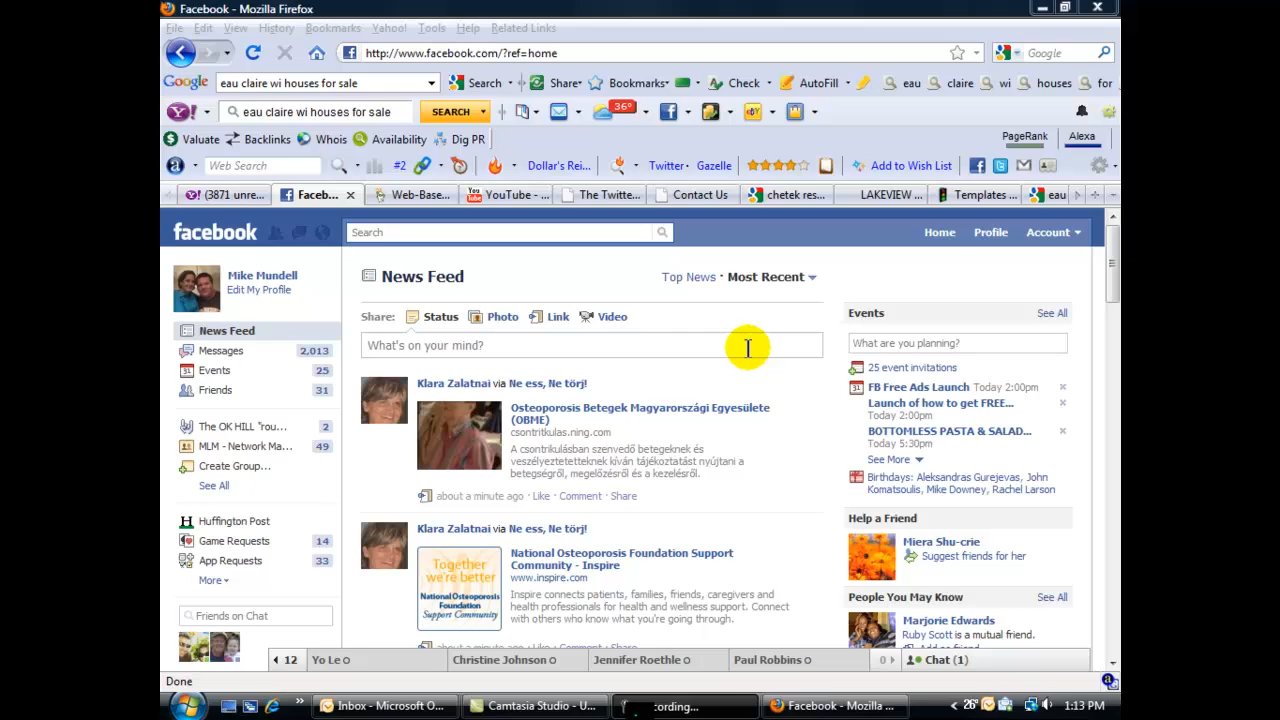 Facebook - Mozilla Firefox
File Edit View History Bookmarks Yahoo! Tools Help Related Links
http://www.facebook.com/?ref=home
Google
Google eau claire wi houses for sale Search Share Bookmarks Check AutoFill eau claire wi houses for
Y! eau claire wi houses for sale SEARCH 36°
Valuate Backlinks Whois Availability Dig PR PageRank Alexa
Web Search #2 Dollar's Rei... Twitter Gazelle Add to Wish List
(3871 unre... Faceb... Web-Base... YouTube - ... The Twitte... Contact Us chetek res... LAKEVIEW ... Templates ... eau
facebook Search Home Profile Account
Mike Mundell
Edit My Profile
News Feed
Messages 2,013
Events 25
Friends 31
The OK HILL "rou... 2
MLM - Network Ma... 49
Create Group...
See All
Huffington Post
Game Requests 14
App Requests 33
More
Friends on Chat
News Feed Top News · Most Recent
Share: Status Photo Link Video
What's on your mind?
Klara Zalatnai via Ne ess, Ne törj!
Osteoporosis Betegek Magyarországi Egyesülete
(OBME)
csontritkulas.ning.com
A csontrikulásban szenvedő betegeknek és
veszélyeztetetteknek kíván tájékoztatást nyújtani a
betegségről, megelőzésről és a kezelésről.
about a minute ago · Like · Comment · Share
Klara Zalatnai via Ne ess, Ne törj!
Together
we're better
National Osteoporosis
Foundation
Support Community
National Osteoporosis Foundation Support
Community - Inspire
www.inspire.com
Inspire connects patients, families, friends, caregivers and
health professionals for health and wellness support. Connect
with others who know what you're going through.
Events See All
What are you planning?
25 event invitations
FB Free Ads Launch Today 2:00pm
Launch of how to get FREE...
Today 2:00pm
BOTTOMLESS PASTA & SALAD...
Today 5:30pm
See More
Birthdays: Aleksandras Gurejevas, John
Komatsoulis, Mike Downey, Rachel Larson
Help a Friend
Miera Shu-crie
Suggest friends for her
People You May Know See All
Marjorie Edwards
Ruby Scott is a mutual friend.
12 Yo Le Christine Johnson Jennifer Roethle Paul Robbins 0 Chat (1)
Done
Inbox - Microsoft O... Camtasia Studio - U... cording... Facebook - Mozilla ... 26° 1:13 PM